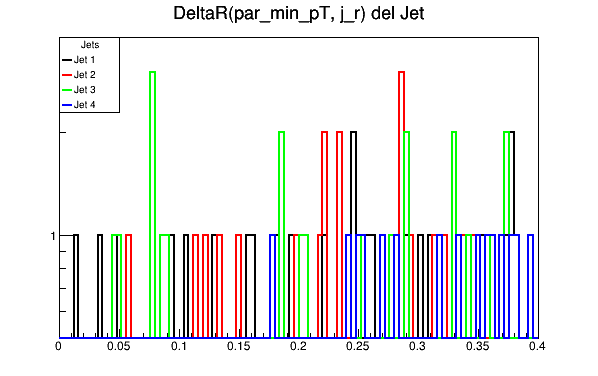 DeltaR(par_min_pT, j_r) del Jet
Jets
Jet 1
Jet 2
Jet 3
Jet 4
1
0 0.05 0.1 0.15 0.2 0.25 0.3 0.35 0.4